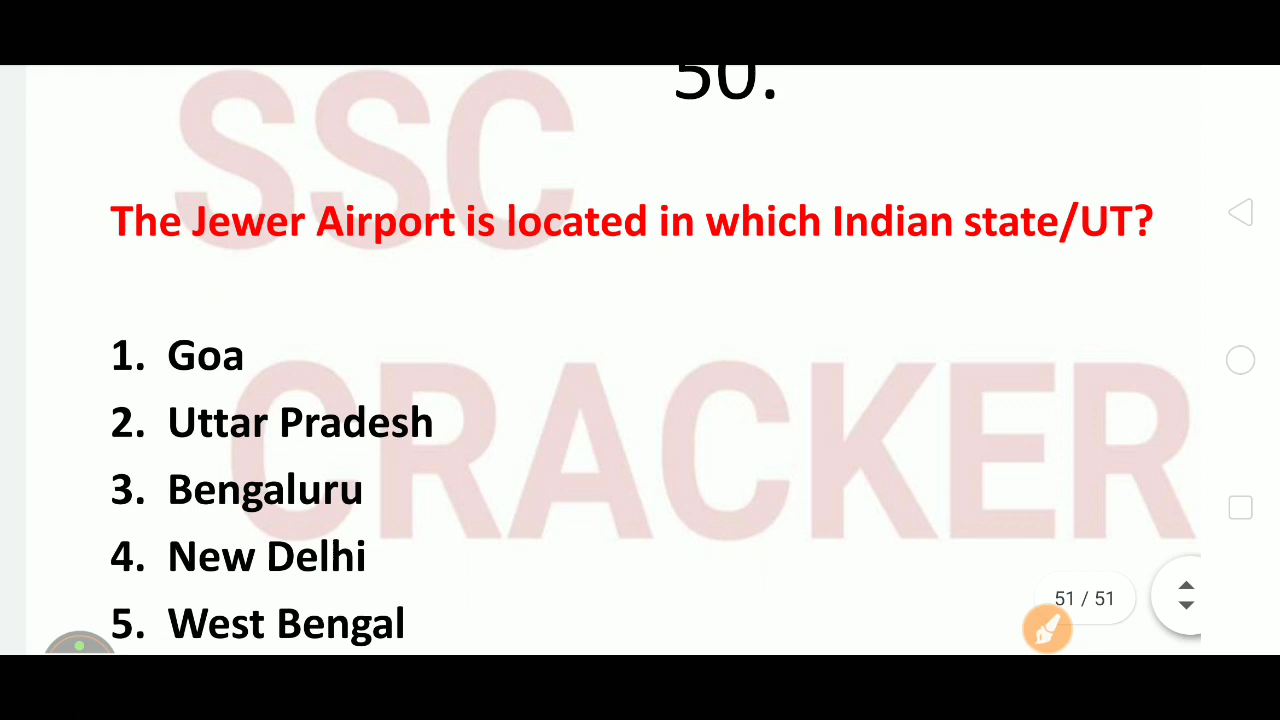 50.
SSC
The Jewer Airport is located in which Indian state/UT?
CRACKER
1. Goa
2. Uttar Pradesh
3. Bengaluru
4. New Delhi
5. West Bengal
51 / 51